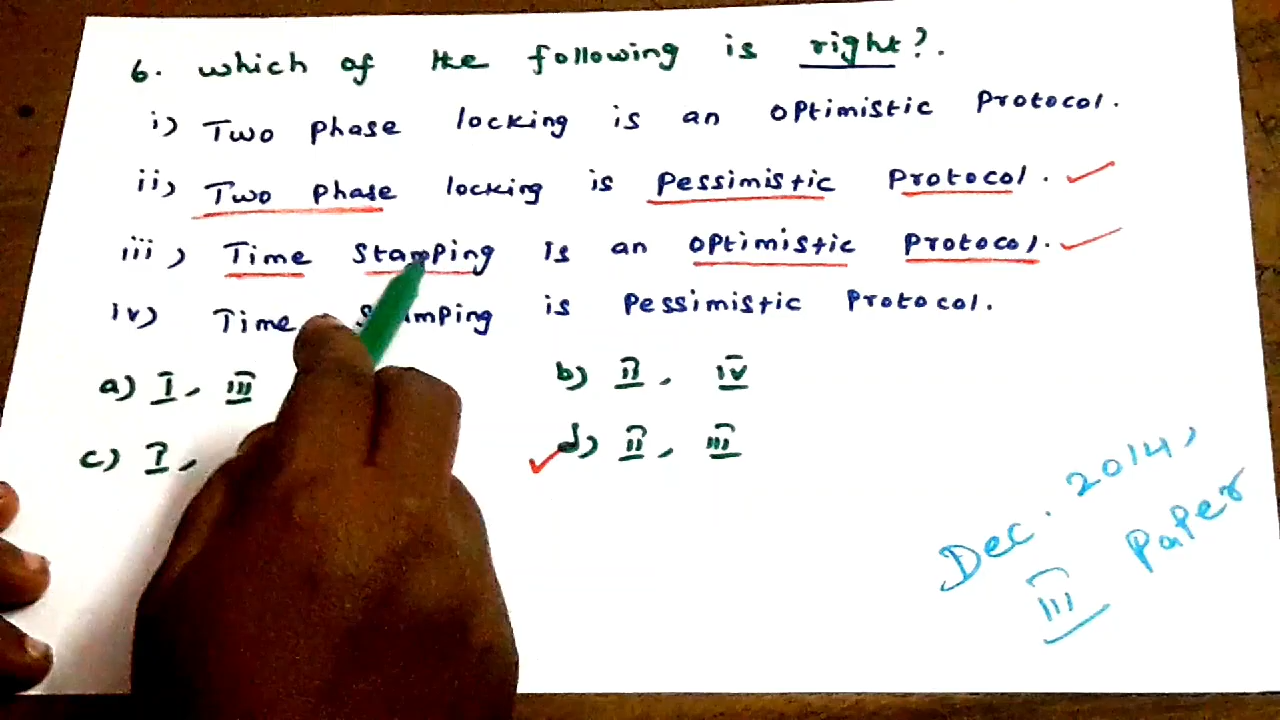 6. which of the following is right?.
i) Two phase locking is an optimistic protocol.
ii) Two phase locking is Pessimistic Protocol.
iii) Time Stamping is an optimistic Protocol.
iv) Time is Pessimistic Protocol.
a) I, III b) II, IV
c) I, d) II, III
Dec. 2014,
III Paper